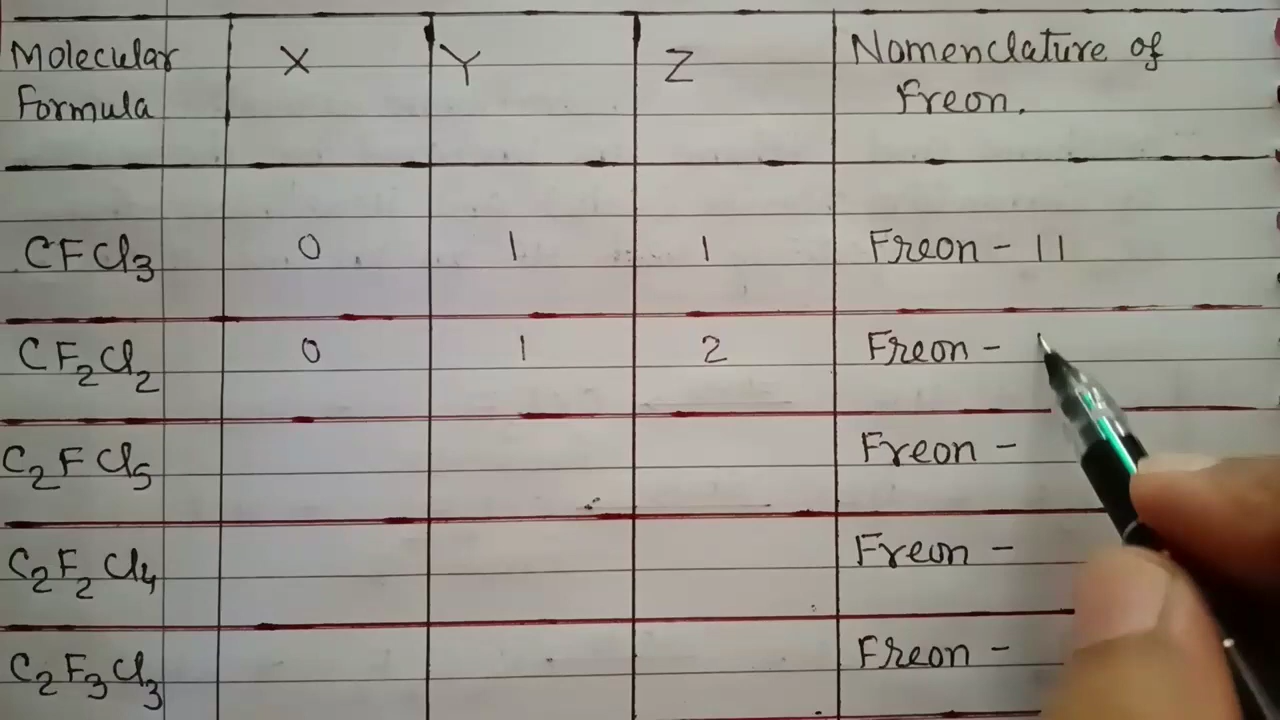 Molecular Formula X Y Z Nomenclature of Freon.
CFCl3 0 1 1 Freon - 11
CF2Cl2 0 1 2 Freon -
C2FCl5 Freon -
C2F2Cl4 Freon -
C2F3Cl3 Freon -